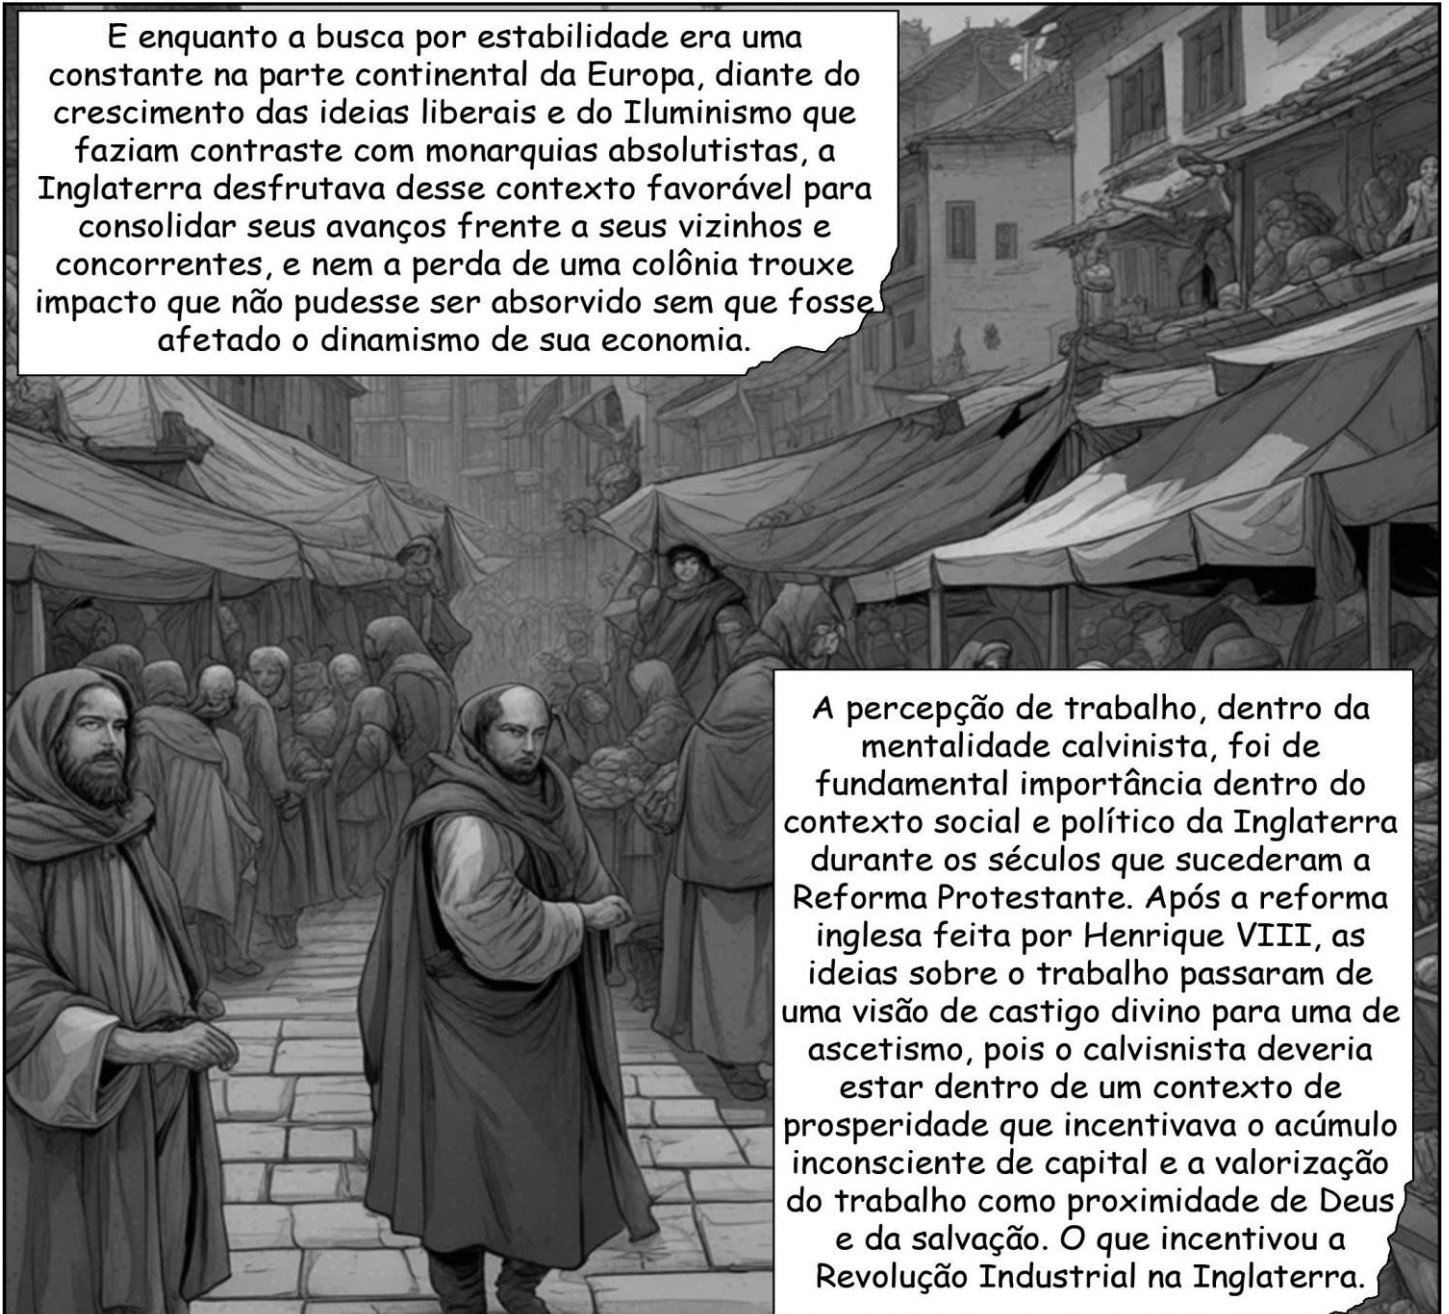 E enquanto a busca por estabilidade era uma
constante na parte continental da Europa, diante do
crescimento das ideias liberais e do Iluminismo que
faziam contraste com monarquias absolutistas, a
Inglaterra desfrutava desse contexto favorável para
consolidar seus avanços frente a seus vizinhos e
concorrentes, e nem a perda de uma colônia trouxe
impacto que não pudesse ser absorvido sem que fosse
afetado o dinamismo de sua economia.
A percepção de trabalho, dentro da
mentalidade calvinista, foi de
fundamental importância dentro do
contexto social e político da Inglaterra
durante os séculos que sucederam a
Reforma Protestante. Após a reforma
inglesa feita por Henrique VIII, as
ideias sobre o trabalho passaram de
uma visão de castigo divino para uma de
ascetismo, pois o calvisnista deveria
estar dentro de um contexto de
prosperidade que incentivava o acúmulo
inconsciente de capital e a valorização
do trabalho como proximidade de Deus
e da salvação. O que incentivou a
Revolução Industrial na Inglaterra.